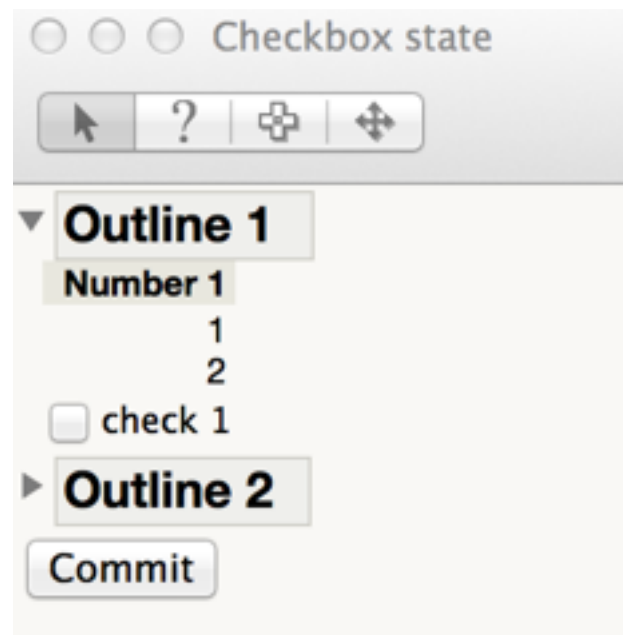 Checkbox state
?
Outline 1
Number 1
1
2
check 1
Outline 2
Commit